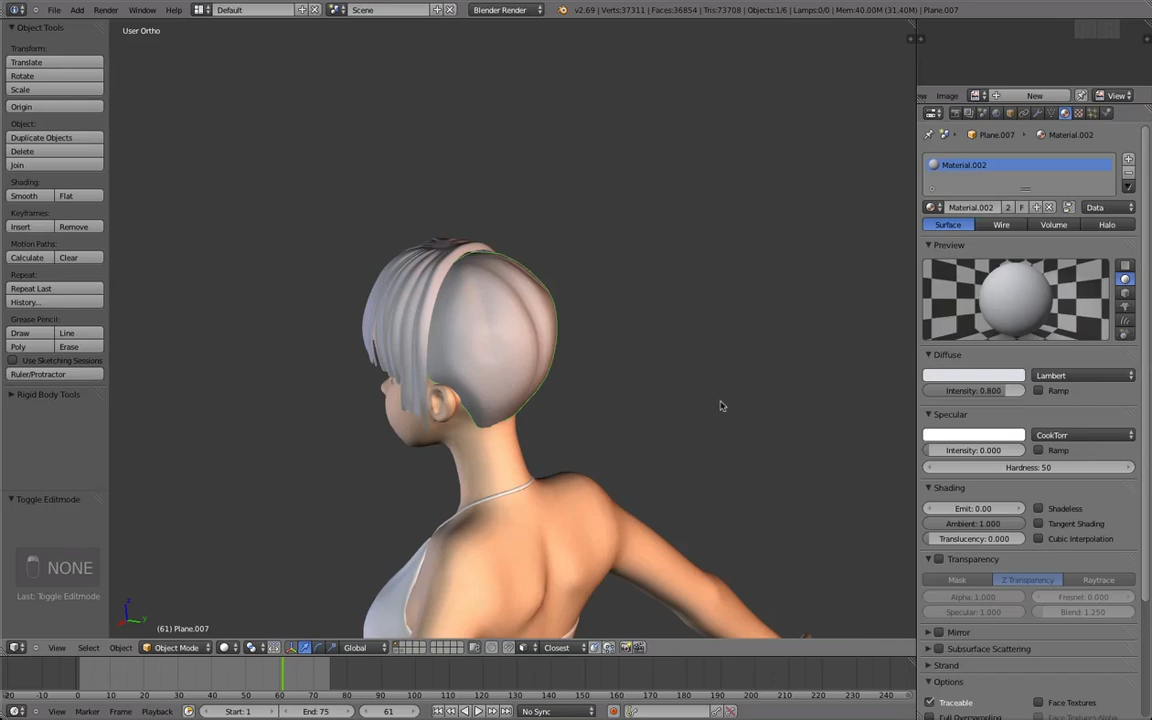 File Add Render Window Help Default Scene Blender Render v2.69 | Verts:37311 | Faces:36854 | Tris:73708 | Objects:1/6 | Lamps:0/0 | Mem:40.00M (31.40M) | Plane.007
Object Tools
Transform:
Translate
Rotate
Scale
Origin
Object:
Duplicate Objects
Delete
Join
Shading:
Smooth Flat
Keyframes:
Insert Remove
Motion Paths:
Calculate Clear
Repeat:
Repeat Last
History...
Grease Pencil:
Draw Line
Poly Erase
Use Sketching Sessions
Ruler/Protractor
Rigid Body Tools
Toggle Editmode
NONE
Last: Toggle Editmode
User Ortho
z
y
(61) Plane.007
Image New View
Plane.007 Material.002
Material.002
Material.002 2 F Data
Surface Wire Volume Halo
Preview
Diffuse
Lambert
Intensity: 0.800 Ramp
Specular
CookTorr
Intensity: 0.000 Ramp
Hardness: 50
Shading
Emit: 0.00 Shadeless
Ambient: 1.000 Tangent Shading
Translucency: 0.000 Cubic Interpolation
Transparency
Mask Z Transparency Raytrace
Alpha: 1.000 Fresnel: 0.000
Specular: 1.000 Blend: 1.250
Mirror
Subsurface Scattering
Strand
Options
Traceable Face Textures
View Select Object Object Mode Global Closest
-20 -10 0 10 20 30 40 50 60 70 80 90 100 110 120 130 140 150 160 170 180 190 200 210 220 230 240
View Marker Frame Playback Start: 1 End: 75 61 No Sync